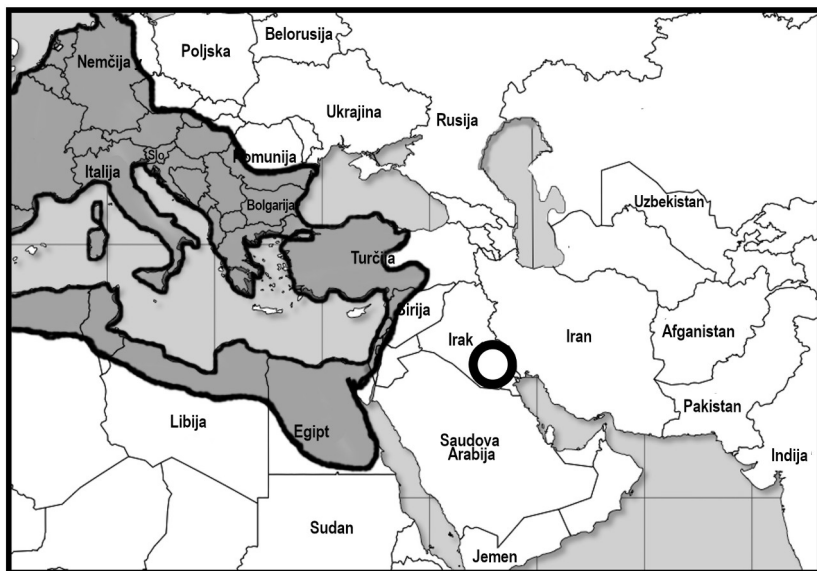 Belorusija
Poljska
Nemčija
Ukrajina
Rusija
Romunija
Slo
Italija
Uzbekistan
Bolgarija
Turčija
Sirija
Irak
Iran
Afganistan
Pakistan
Libija
Egipt
Saudova
Arabija
Indija
Sudan
Jemen